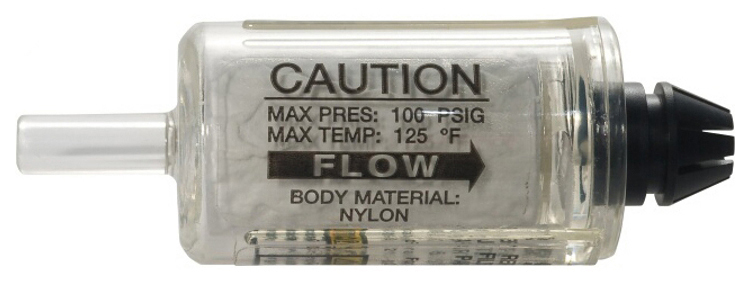 CAUTION
MAX PRES: 100 PSIG
MAX TEMP: 125 °F
FLOW
BODY MATERIAL:
NYLON